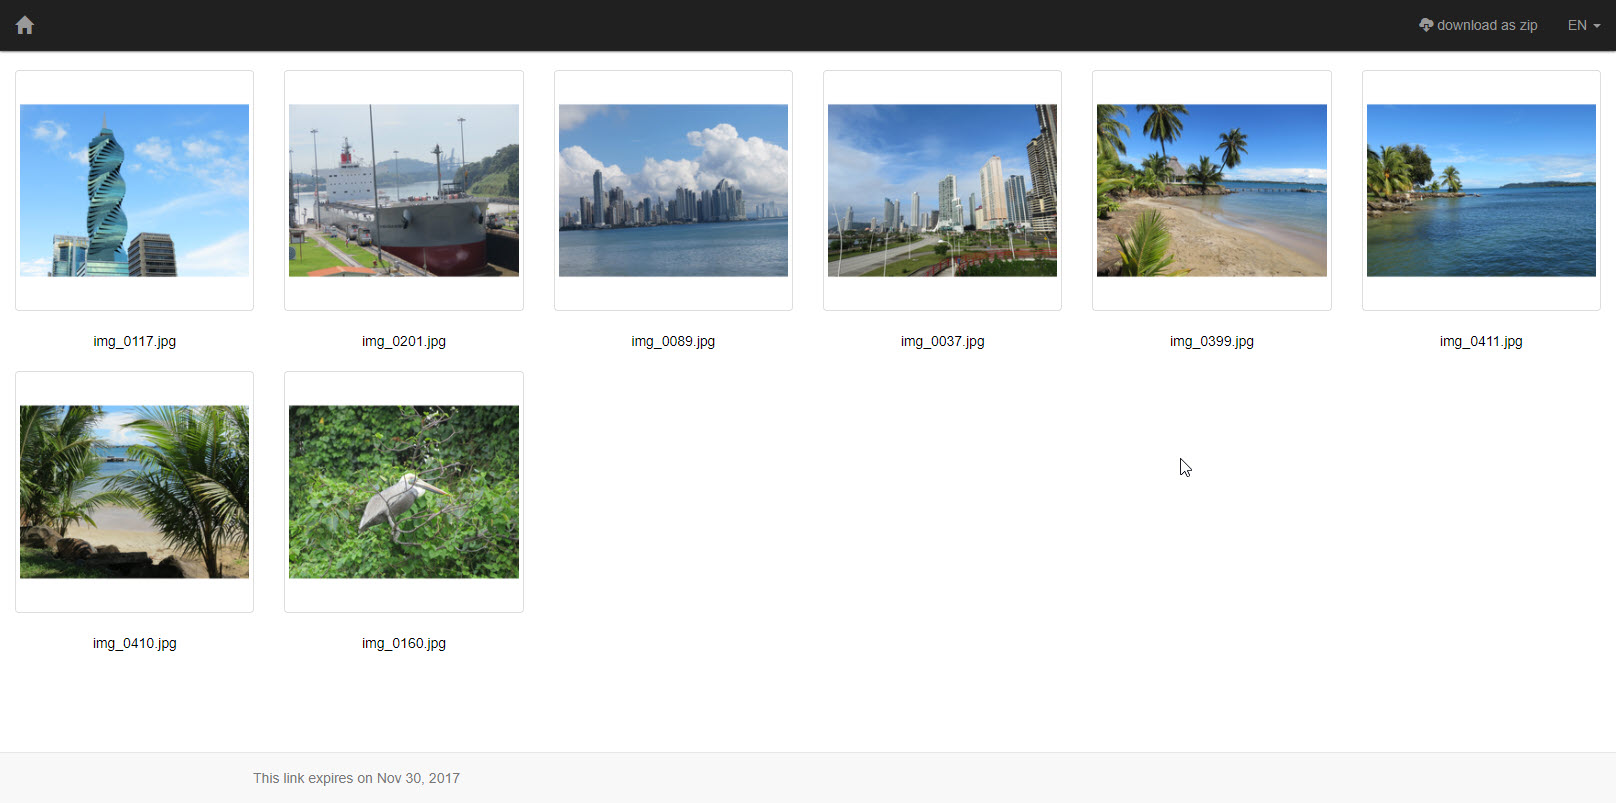 download as zip
EN
img_0117.jpg
img_0201.jpg
img_0089.jpg
img_0037.jpg
img_0399.jpg
img_0411.jpg
img_0410.jpg
img_0160.jpg
This link expires on Nov 30, 2017